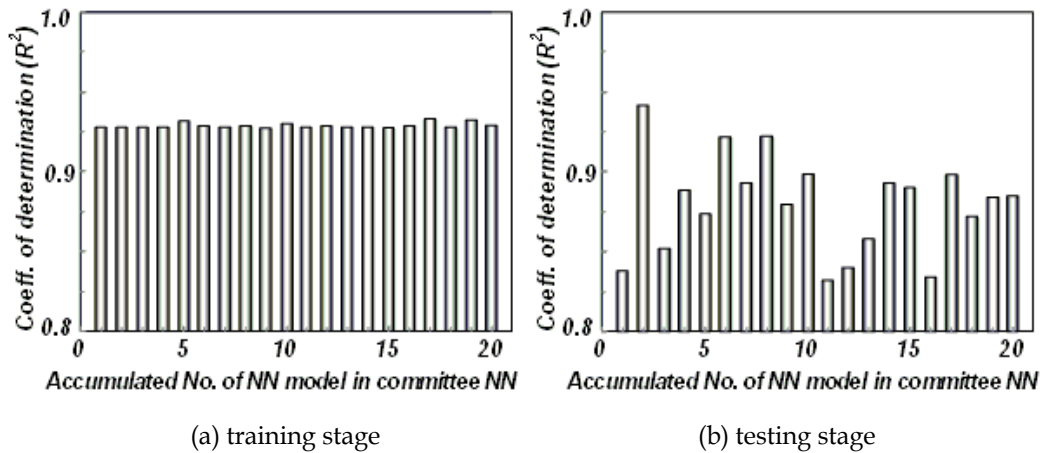 Coeff. of determination (R²)
1.0
0.9
0.8
0 5 10 15 20
Accumulated No. of NN model in committee NN
(a) training stage
Coeff. of determination (R²)
1.0
0.9
0.8
0 5 10 15 20
Accumulated No. of NN model in committee NN
(b) testing stage